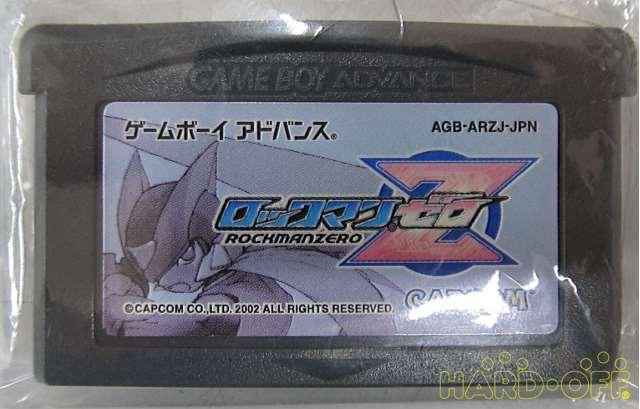 GAME BOY ADVANCE
ゲームボーイ アドバンス®
AGB-ARZJ-JPN
ロックマン ゼロ
ROCKMANZERO
Z
©CAPCOM CO., LTD. 2002 ALL RIGHTS RESERVED.
CAPCOM
HARD-OFF